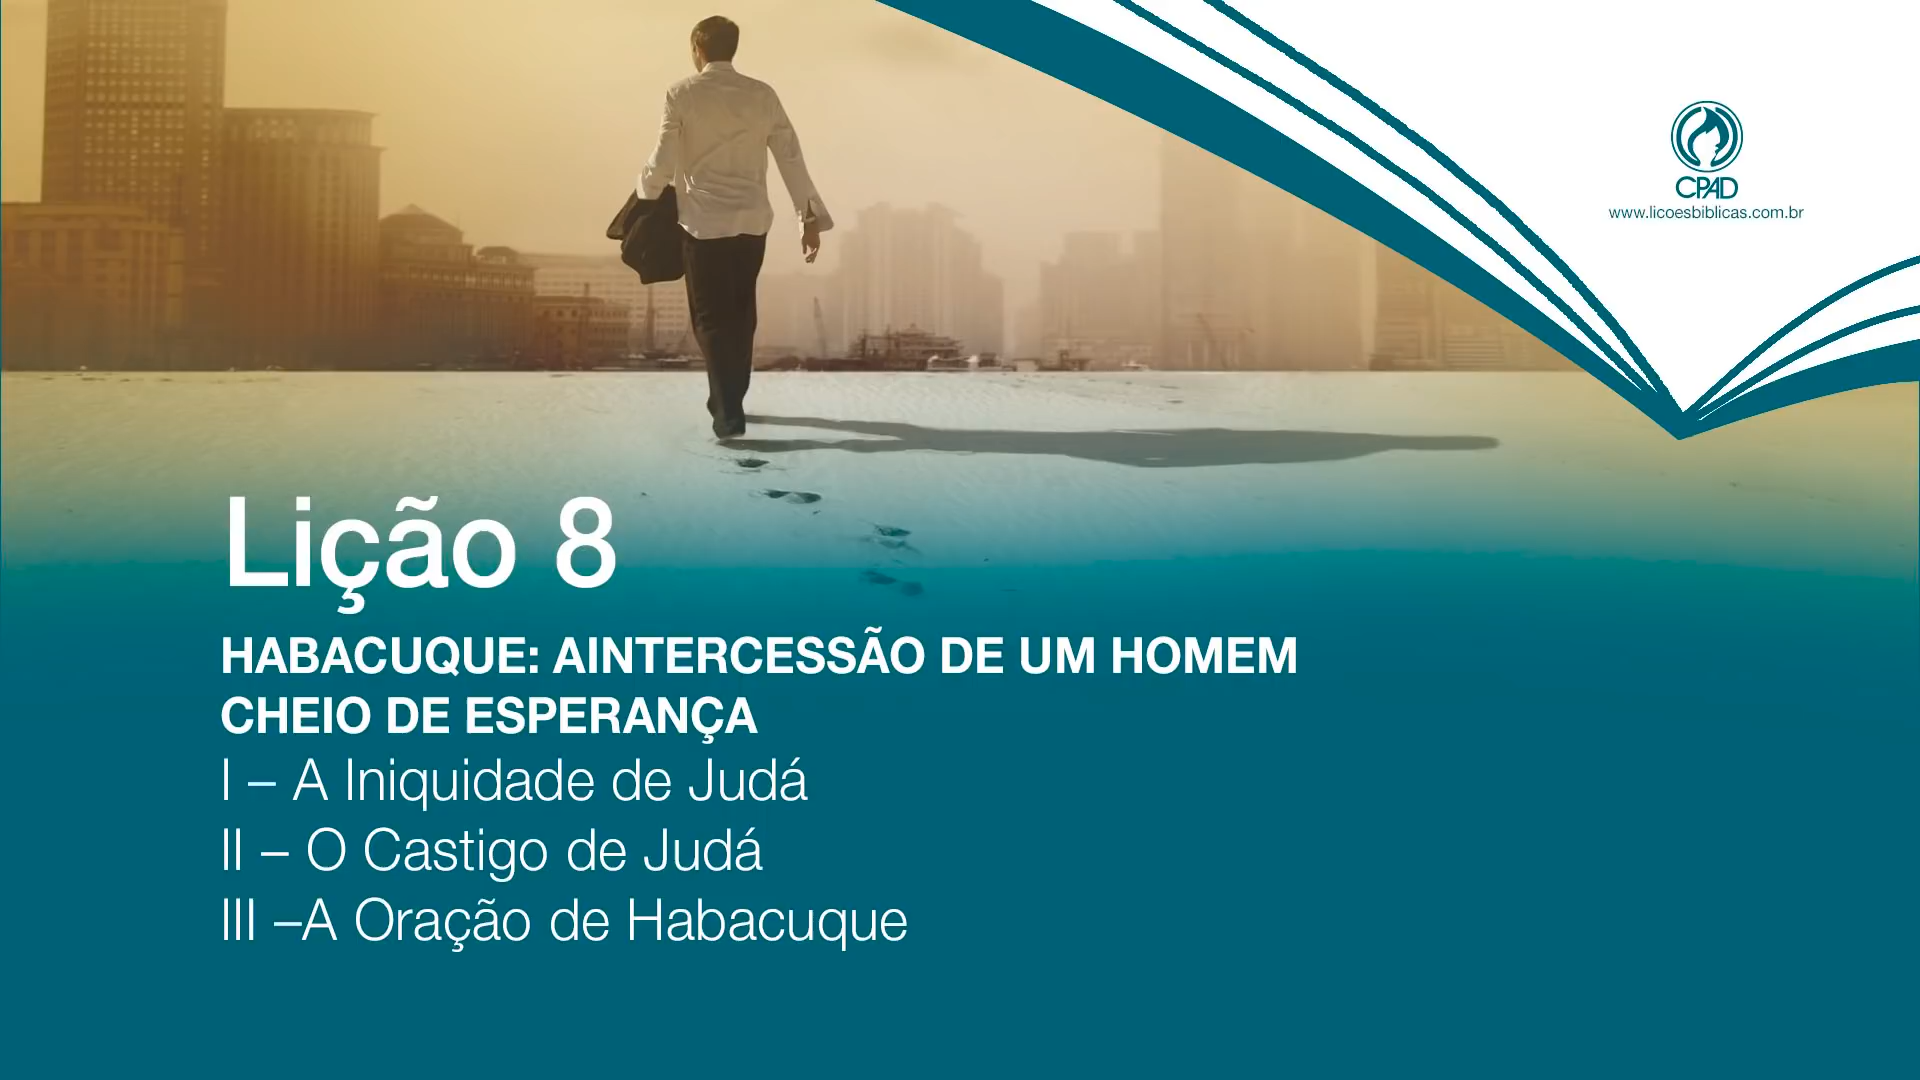 CPAD
www.licoesbiblicas.com.br
Lição 8
HABACUQUE: AINTERCESSÃO DE UM HOMEM
CHEIO DE ESPERANÇA
I – A Iniquidade de Judá
II – O Castigo de Judá
III –A Oração de Habacuque